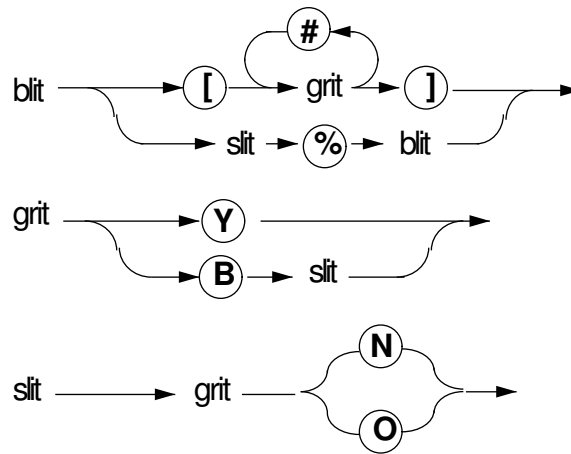 #
blit [ grit ]
slit % blit
grit Y
B slit
N
slit grit
O